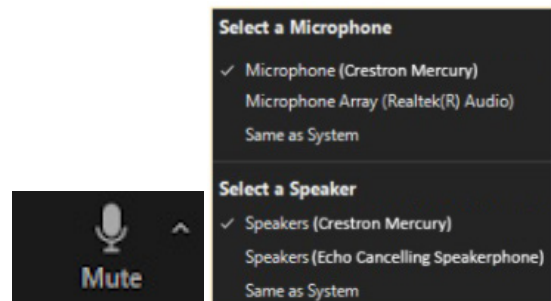 Mute
Select a Microphone
✓ Microphone (Crestron Mercury)
Microphone Array (Realtek(R) Audio)
Same as System
Select a Speaker
✓ Speakers (Crestron Mercury)
Speakers (Echo Cancelling Speakerphone)
Same as System